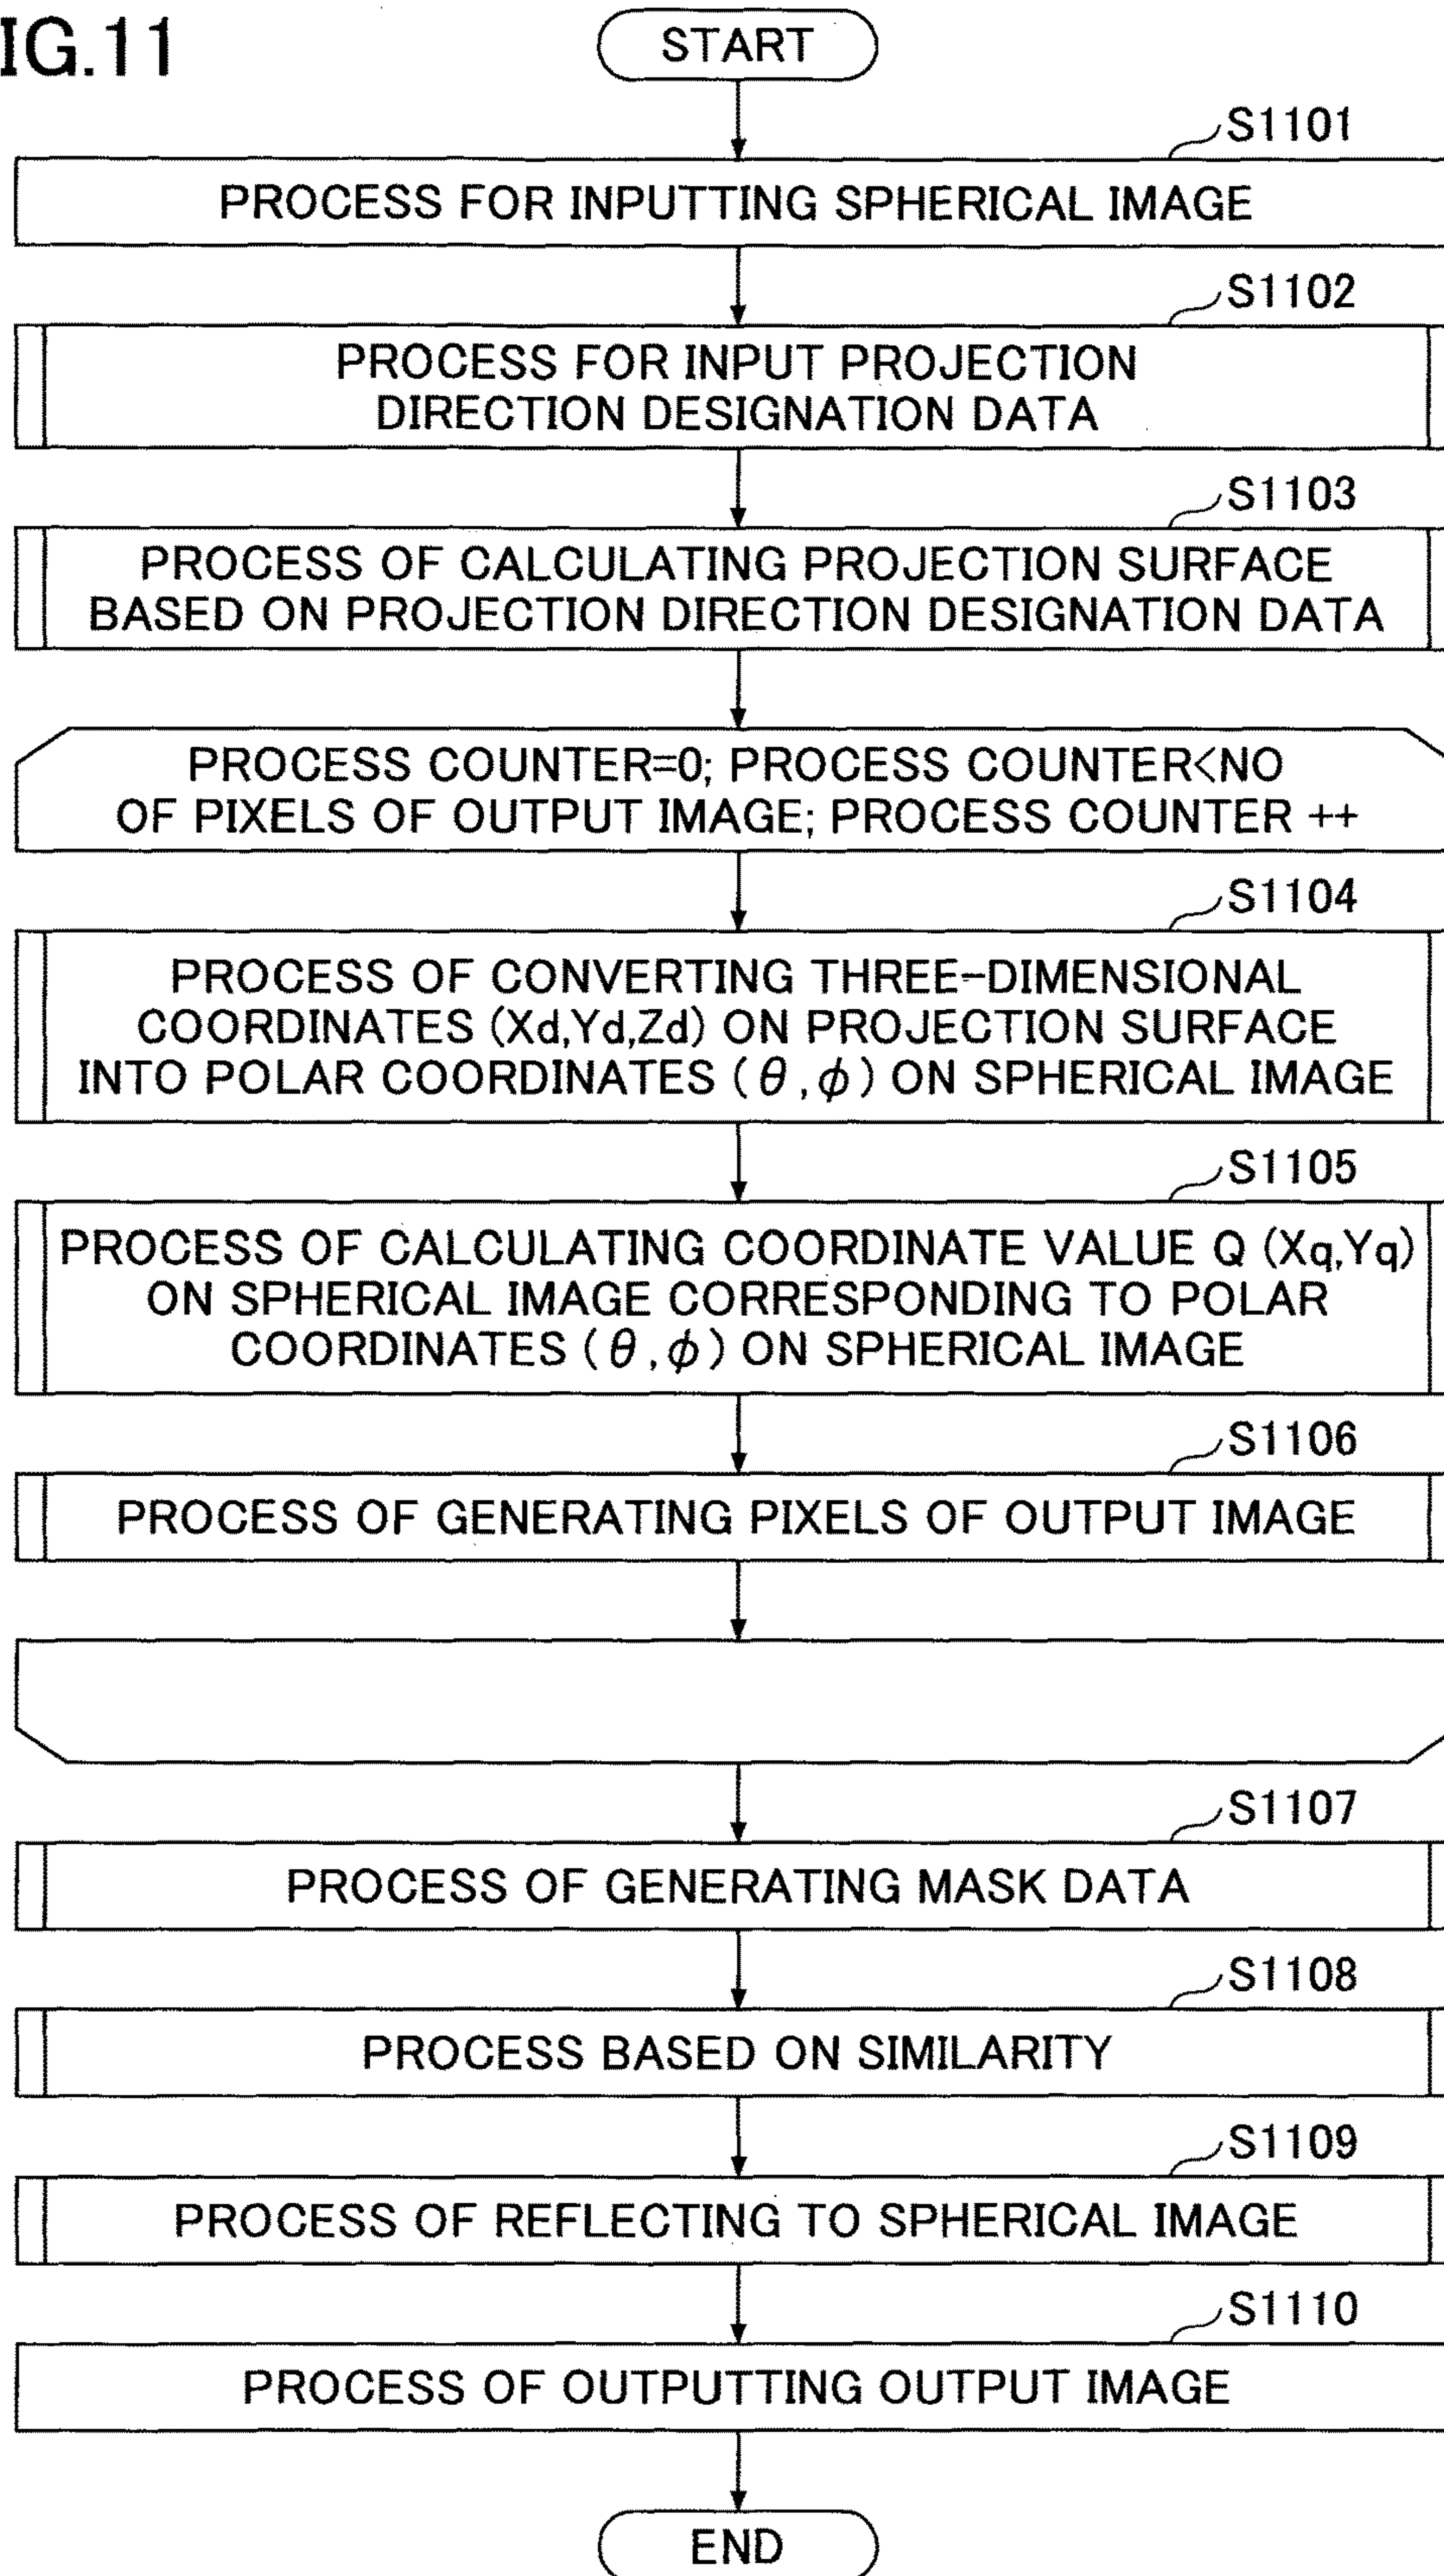 IG.11
START
S1101
PROCESS FOR INPUTTING SPHERICAL IMAGE
S1102
PROCESS FOR INPUT PROJECTION
DIRECTION DESIGNATION DATA
S1103
PROCESS OF CALCULATING PROJECTION SURFACE
BASED ON PROJECTION DIRECTION DESIGNATION DATA
PROCESS COUNTER=0; PROCESS COUNTER<NO
OF PIXELS OF OUTPUT IMAGE; PROCESS COUNTER ++
S1104
PROCESS OF CONVERTING THREE-DIMENSIONAL
COORDINATES (Xd,Yd,Zd) ON PROJECTION SURFACE
INTO POLAR COORDINATES (θ,ϕ) ON SPHERICAL IMAGE
S1105
PROCESS OF CALCULATING COORDINATE VALUE Q (Xq,Yq)
ON SPHERICAL IMAGE CORRESPONDING TO POLAR
COORDINATES (θ,ϕ) ON SPHERICAL IMAGE
S1106
PROCESS OF GENERATING PIXELS OF OUTPUT IMAGE
S1107
PROCESS OF GENERATING MASK DATA
S1108
PROCESS BASED ON SIMILARITY
S1109
PROCESS OF REFLECTING TO SPHERICAL IMAGE
S1110
PROCESS OF OUTPUTTING OUTPUT IMAGE
END